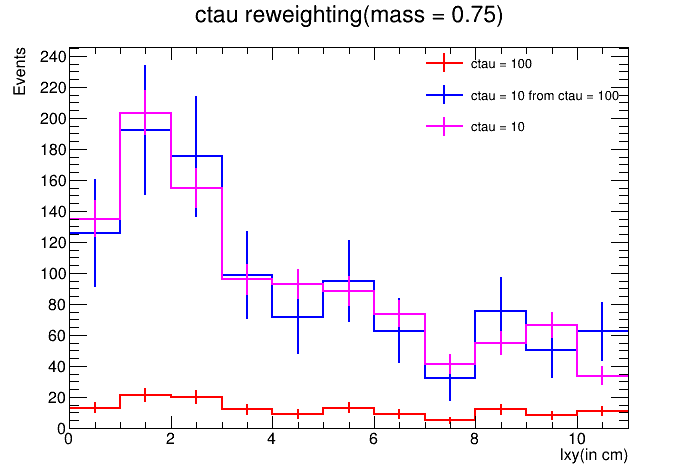 ctau reweighting(mass = 0.75)
Events
240
220
200
180
160
140
120
100
80
60
40
20
0
ctau = 100
ctau = 10 from ctau = 100
ctau = 10
0 2 4 6 8 10
lxy(in cm)